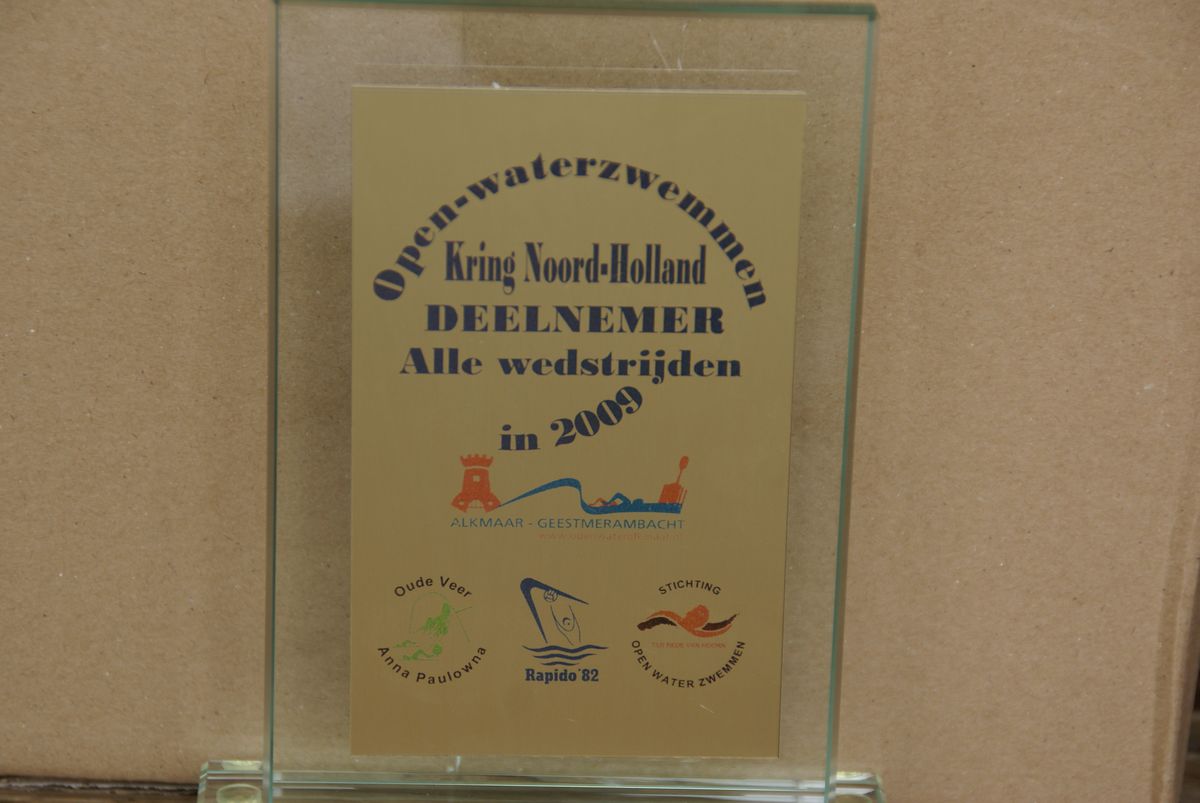 Open-waterzwemmen
Kring Noord-Holland
DEELNEMER
Alle wedstrijden
in 2009
ALKMAAR - GEESTMERAMBACHT
Oude Veer
Anna Paulowna
Rapido '82
STICHTING
OPEN WATER ZWEMMEN